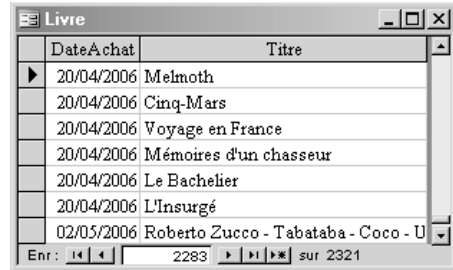 Livre
DateAchat Titre
20/04/2006 Melmoth
20/04/2006 Cinq-Mars
20/04/2006 Voyage en France
20/04/2006 Mémoires d'un chasseur
20/04/2006 Le Bachelier
20/04/2006 L'Insurgé
02/05/2006 Roberto Zucco - Tabataba - Coco - U
Enr : 2283 sur 2321